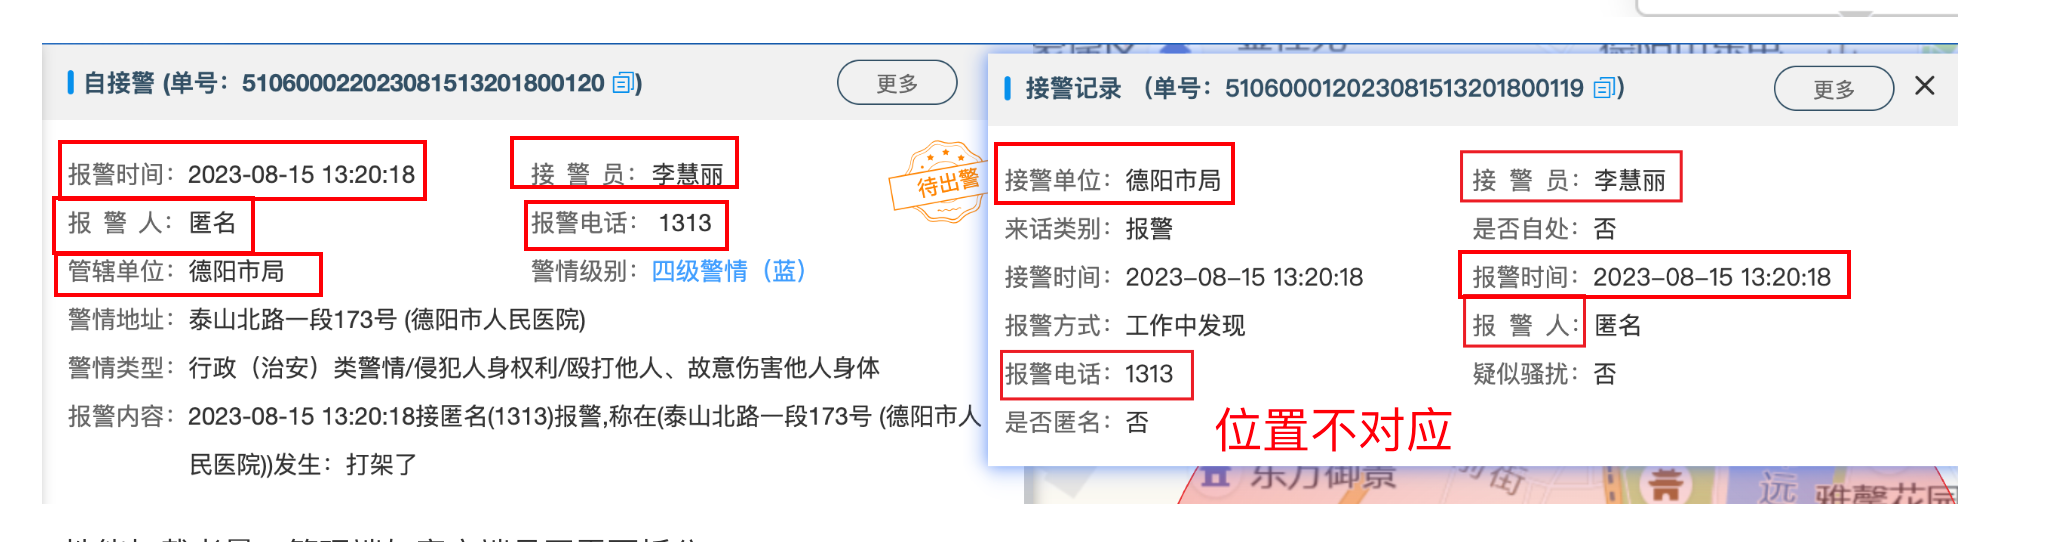 自接警 (单号：5106000220230815132018​00120)
更多
报警时间：2023-08-15 13:20:18
接 警 员：李慧丽
待出警
报 警 人：匿名
报警电话：1313
管辖单位：德阳市局
警情级别：四级警情（蓝）
警情地址：泰山北路一段173号 (德阳市人民医院)
警情类型：行政（治安）类警情/侵犯人身权利/殴打他人、故意伤害他人身体
报警内容：2023-08-15 13:20:18接匿名(1313)报警,称在(泰山北路一段173号 (德阳市人
民医院))发生：打架了
接警记录 （单号：510600012023081513201800119)
更多
接警单位：德阳市局
接 警 员：李慧丽
来话类别：报警
是否自处：否
接警时间：2023-08-15 13:20:18
报警时间：2023-08-15 13:20:18
报警方式：工作中发现
报 警 人：匿名
报警电话：1313
疑似骚扰：否
是否匿名：否
位置不对应
东方御景
雅馨花园